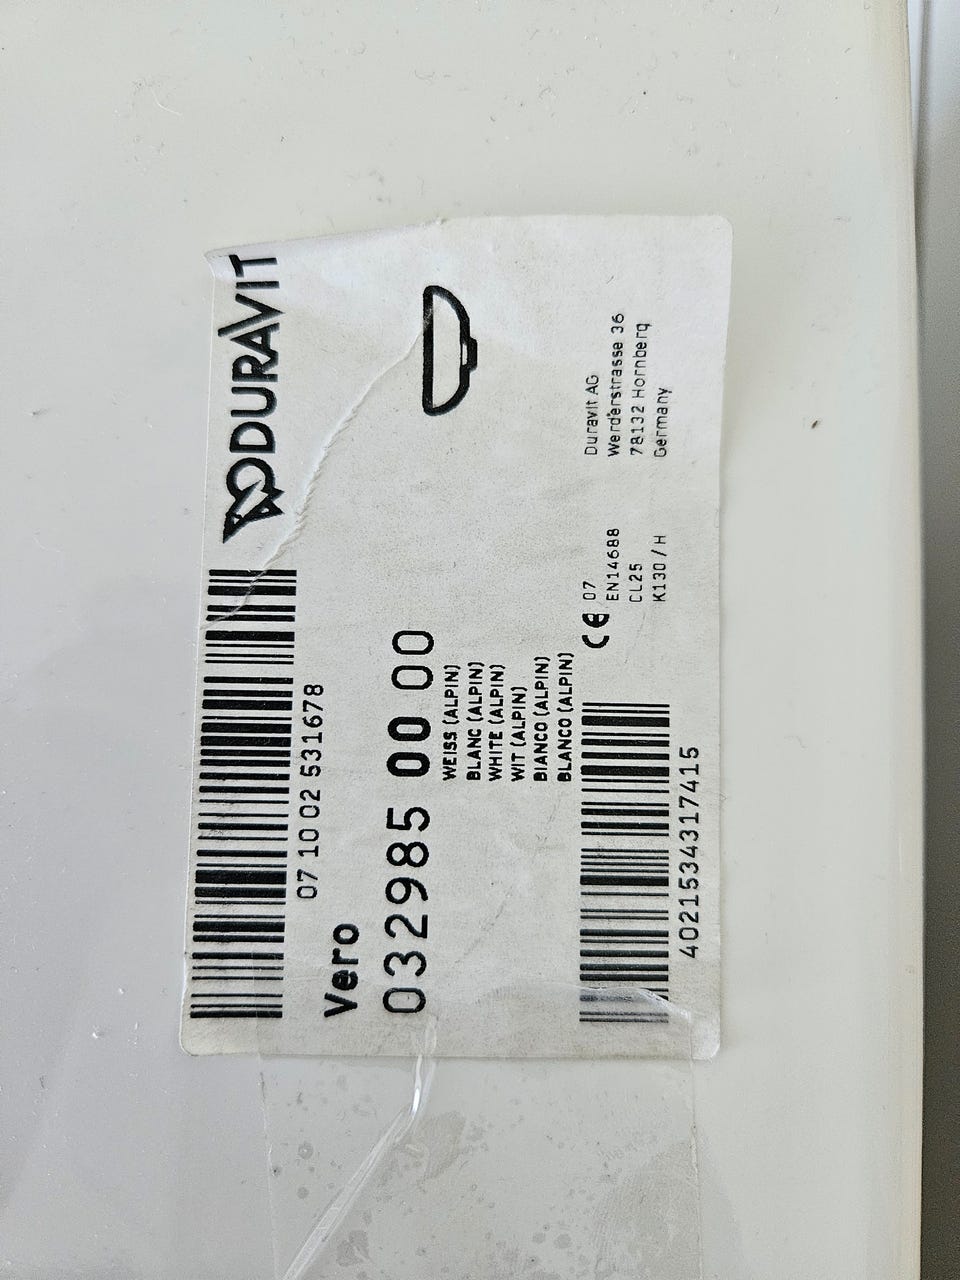 DURAVIT
07 10 02 531678
Vero
032985 00 00
WEISS (ALPIN)
BLANC (ALPIN)
WHITE (ALPIN)
WIT (ALPIN)
BIANCO (ALPIN)
BLANCO (ALPIN)
4021534317415
CE 07
EN14688
CL25
K130 / H
Duravit AG
Werderstrasse 36
78132 Hornberg
Germany